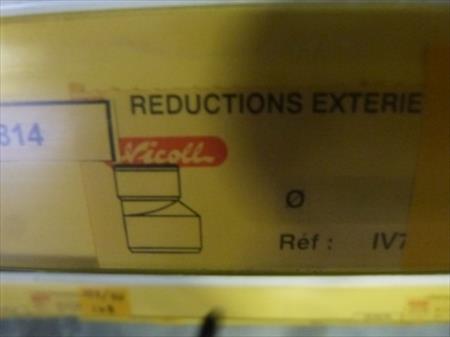 REDUCTIONS EXTERIE
814
Nicoll
Ø
Réf : IV7